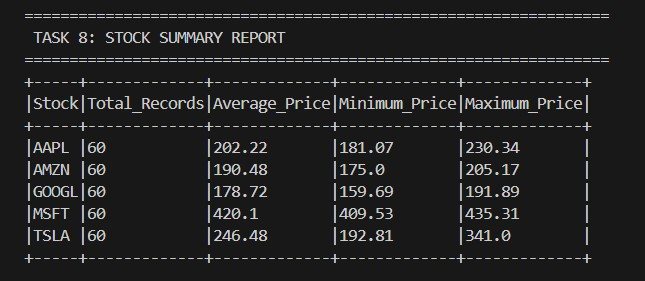 ==================================================================
TASK 8: STOCK SUMMARY REPORT
==================================================================
+-----+-------------+-------------+-------------+-------------+
|Stock|Total_Records|Average_Price|Minimum_Price|Maximum_Price|
+-----+-------------+-------------+-------------+-------------+
|AAPL |60           |202.22       |181.07       |230.34       |
|AMZN |60           |190.48       |175.0        |205.17       |
|GOOGL|60           |178.72       |159.69       |191.89       |
|MSFT |60           |420.1        |409.53       |435.31       |
|TSLA |60           |246.48       |192.81       |341.0        |
+-----+-------------+-------------+-------------+-------------+